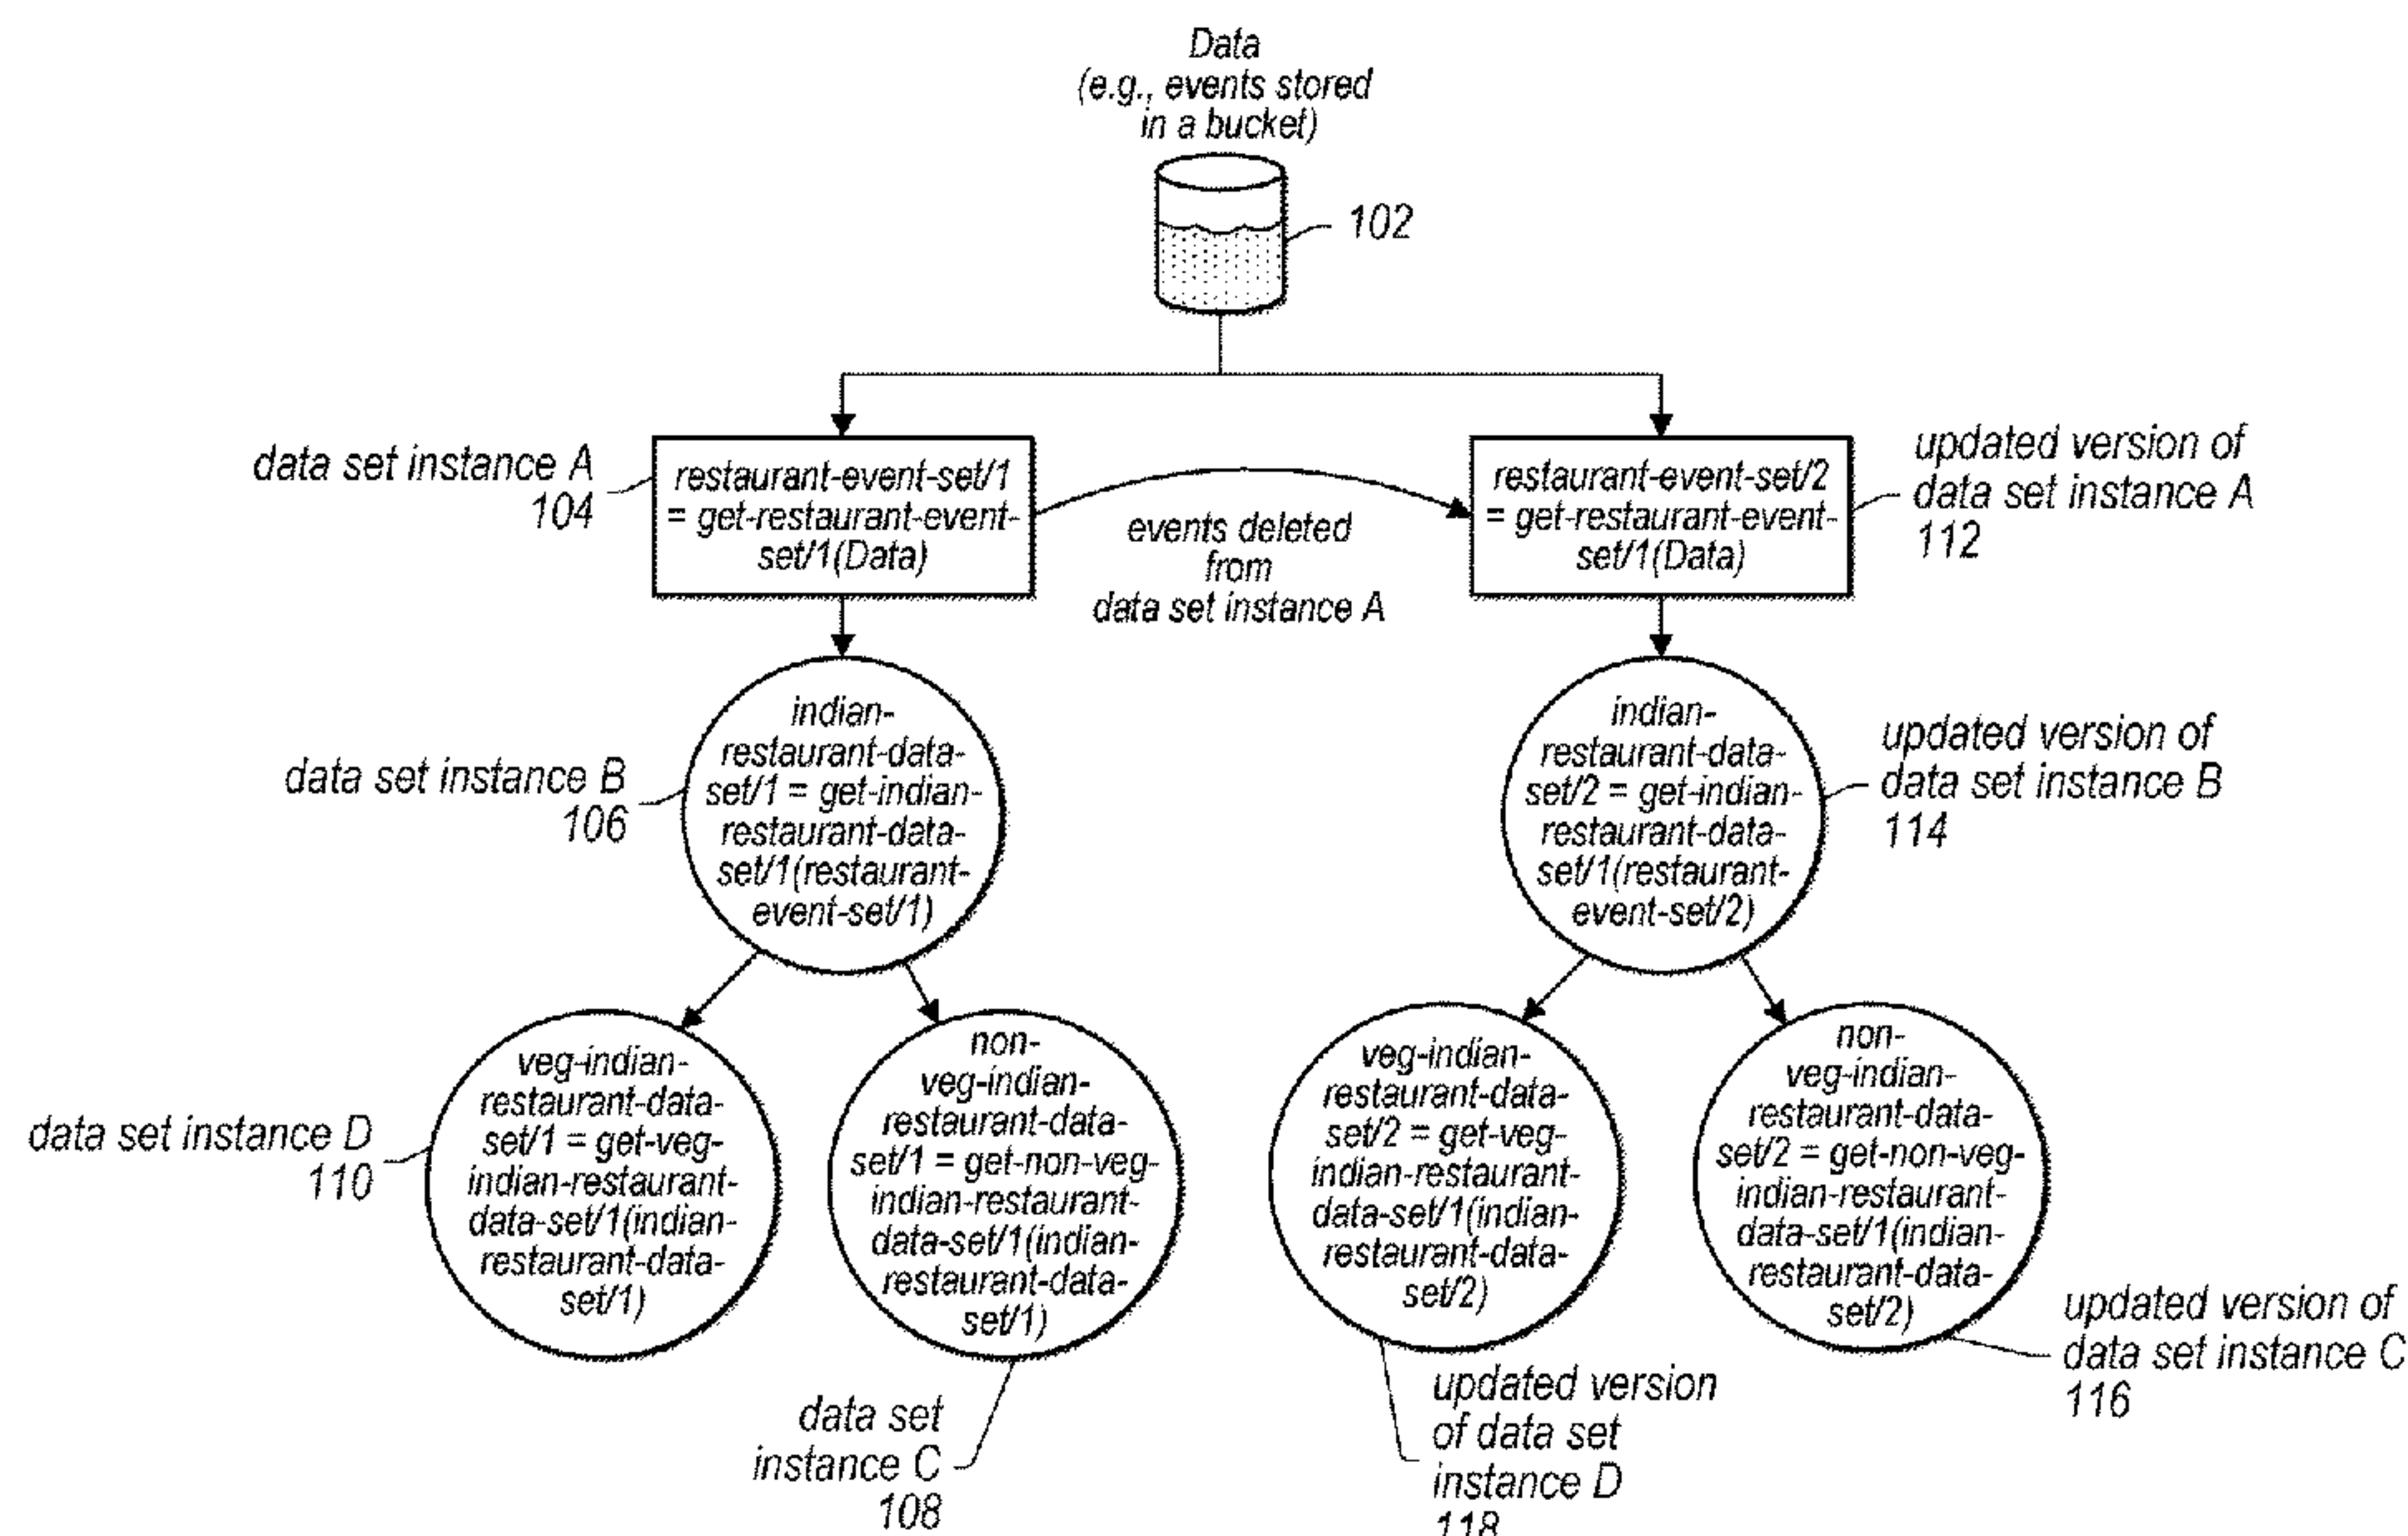 Data
(e.g., events stored
in a bucket)
102
data set instance A
104
restaurant-event-set/1
= get-restaurant-event-
set/1(Data)
events deleted
from
data set instance A
restaurant-event-set/2
= get-restaurant-event-
set/1(Data)
updated version of
data set instance A
112
data set instance B
106
indian-
restaurant-data-
set/1 = get-indian-
restaurant-data-
set/1(restaurant-
event-set/1)
indian-
restaurant-data-
set/2 = get-indian-
restaurant-data-
set/1(restaurant-
event-set/2)
updated version of
data set instance B
114
data set instance D
110
veg-indian-
restaurant-data-
set/1 = get-veg-
indian-restaurant-
data-set/1(indian-
restaurant-data-
set/1)
non-
veg-indian-
restaurant-data-
set/1 = get-non-veg-
indian-restaurant-
data-set/1(indian-
restaurant-data-
set/1)
data set
instance C
108
veg-indian-
restaurant-data-
set/2 = get-veg-
indian-restaurant-
data-set/1(indian-
restaurant-data-
set/2)
updated version
of data set
instance D
118
non-
veg-indian-
restaurant-data-
set/2 = get-non-veg-
indian-restaurant-
data-set/1(indian-
restaurant-data-
set/2)
updated version of
data set instance C
116